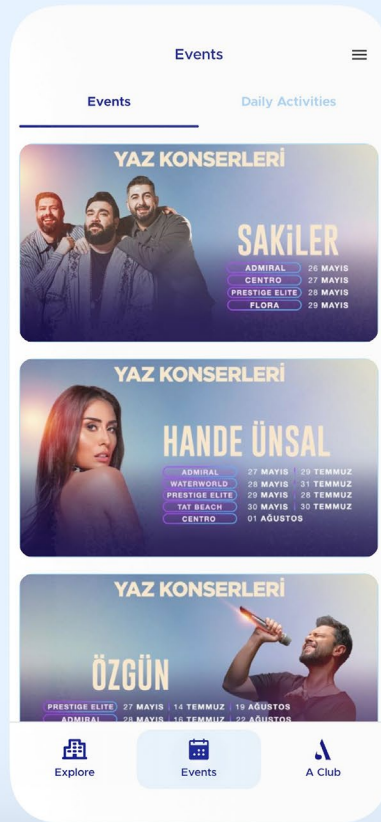 Events
Events Daily Activities
YAZ KONSERLERİ
SAKiLER
ADMIRAL 26 MAYIS
CENTRO 27 MAYIS
PRESTIGE ELITE 28 MAYIS
FLORA 29 MAYIS
YAZ KONSERLERİ
HANDE ÜNSAL
ADMIRAL 27 MAYIS | 29 TEMMUZ
WATERWORLD 28 MAYIS | 31 TEMMUZ
PRESTIGE ELITE 29 MAYIS | 28 TEMMUZ
TAT BEACH 30 MAYIS | 30 TEMMUZ
CENTRO 01 AĞUSTOS
YAZ KONSERLERİ
ÖZGÜN
PRESTIGE ELITE 27 MAYIS | 14 TEMMUZ | 19 AĞUSTOS
ADMIRAL 28 MAYIS | 16 TEMMUZ | 22 AĞUSTOS
Explore Events A Club